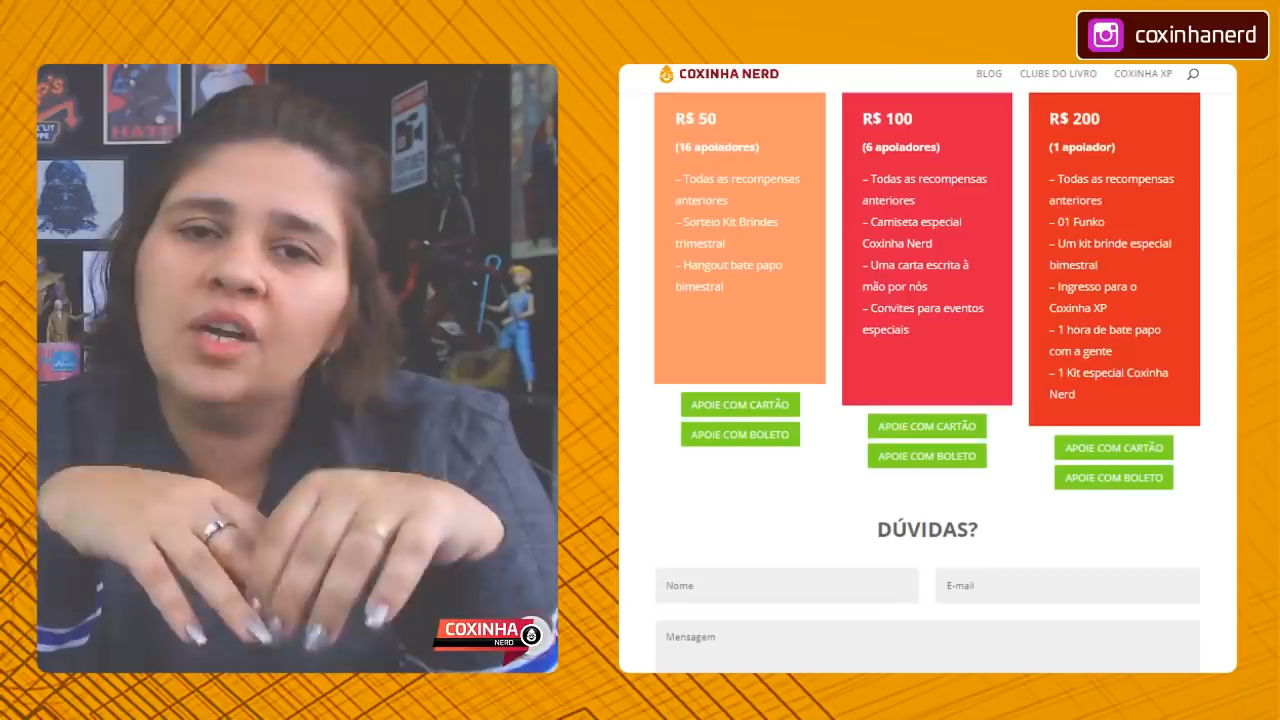 coxinhanerd
HATE
COXINHA
NERD
COXINHA NERD
BLOG
CLUBE DO LIVRO
COXINHA XP
R$ 50
(16 apoiadores)
– Todas as recompensas
anteriores
– Sorteio Kit Brindes
trimestral
– Hangout bate papo
bimestral
APOIE COM CARTÃO
APOIE COM BOLETO
R$ 100
(6 apoiadores)
– Todas as recompensas
anteriores
– Camiseta especial
Coxinha Nerd
– Uma carta escrita à
mão por nós
– Convites para eventos
especiais
APOIE COM CARTÃO
APOIE COM BOLETO
R$ 200
(1 apoiador)
– Todas as recompensas
anteriores
– 01 Funko
– Um kit brinde especial
bimestral
– Ingresso para o
Coxinha XP
– 1 hora de bate papo
com a gente
– 1 Kit especial Coxinha
Nerd
APOIE COM CARTÃO
APOIE COM BOLETO
DÚVIDAS?
Nome
E-mail
Mensagem